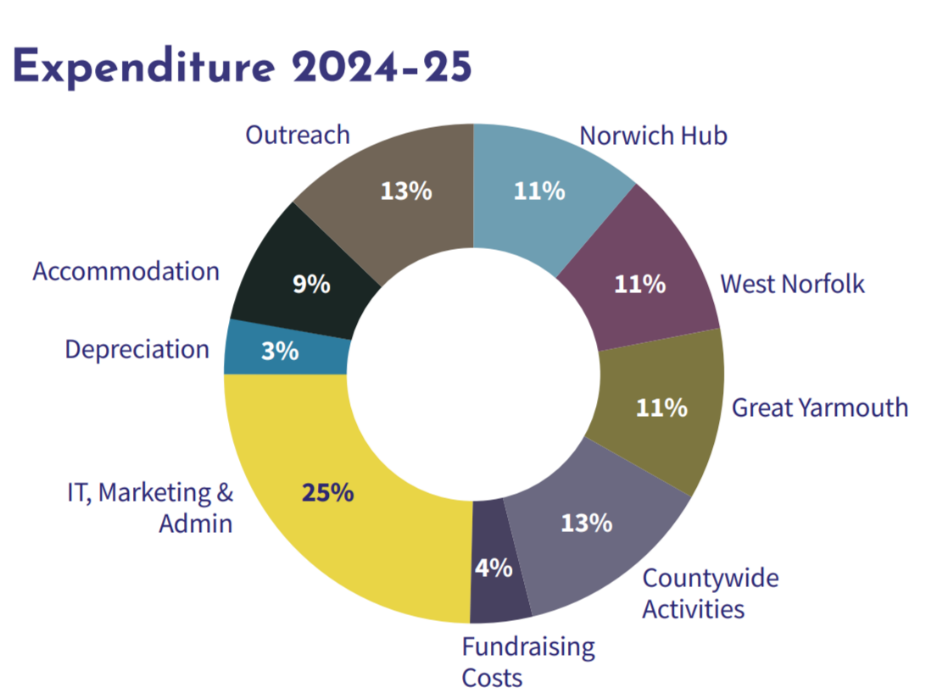 Expenditure 2024–25
Outreach
Norwich Hub
13%
11%
Accommodation
9%
11%
West Norfolk
Depreciation
3%
11%
Great Yarmouth
IT, Marketing &
Admin
25%
13%
4%
Countywide
Activities
Fundraising
Costs